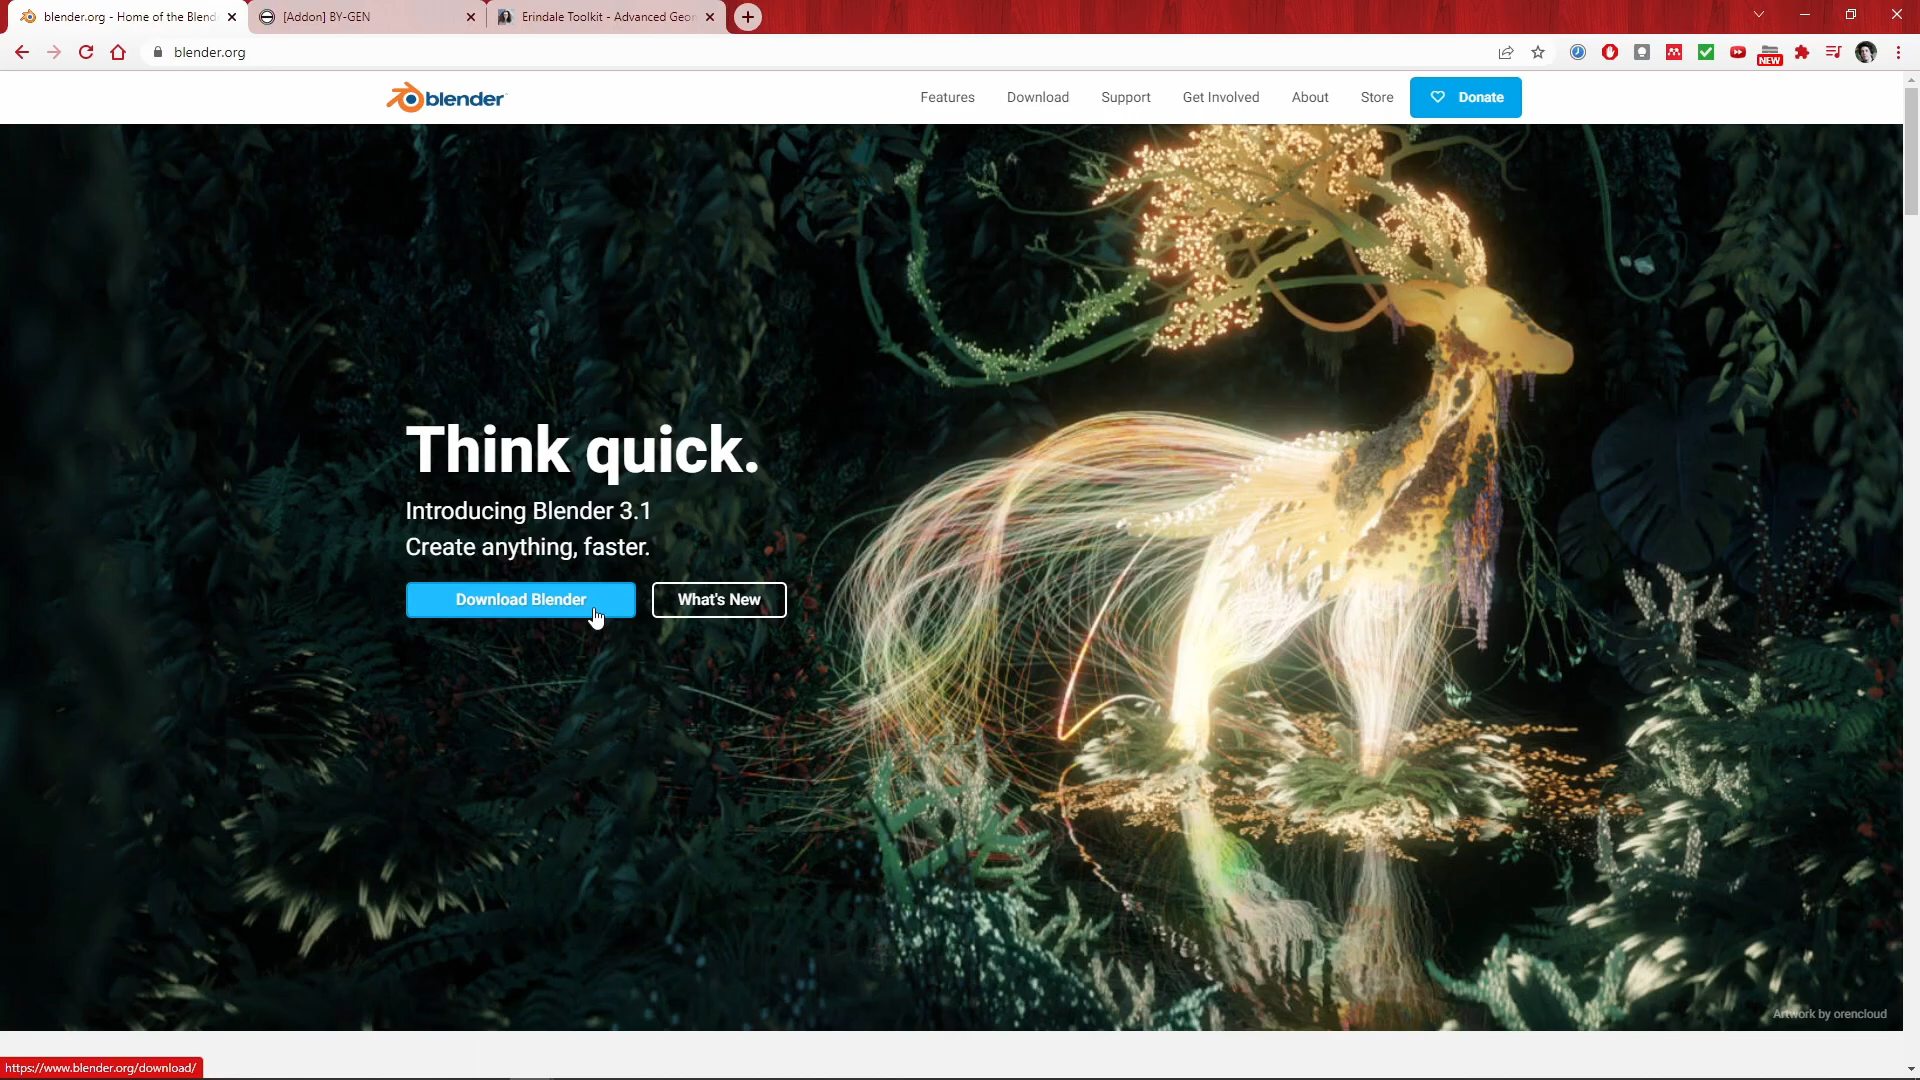 blender.org - Home of the Blend
[Addon] BY-GEN
Erindale Toolkit - Advanced Geon
blender.org
NEW
blender
Features
Download
Support
Get Involved
About
Store
Donate
Think quick.
Introducing Blender 3.1
Create anything, faster.
Download Blender
What's New
Artwork by orencloud
https://www.blender.org/download/